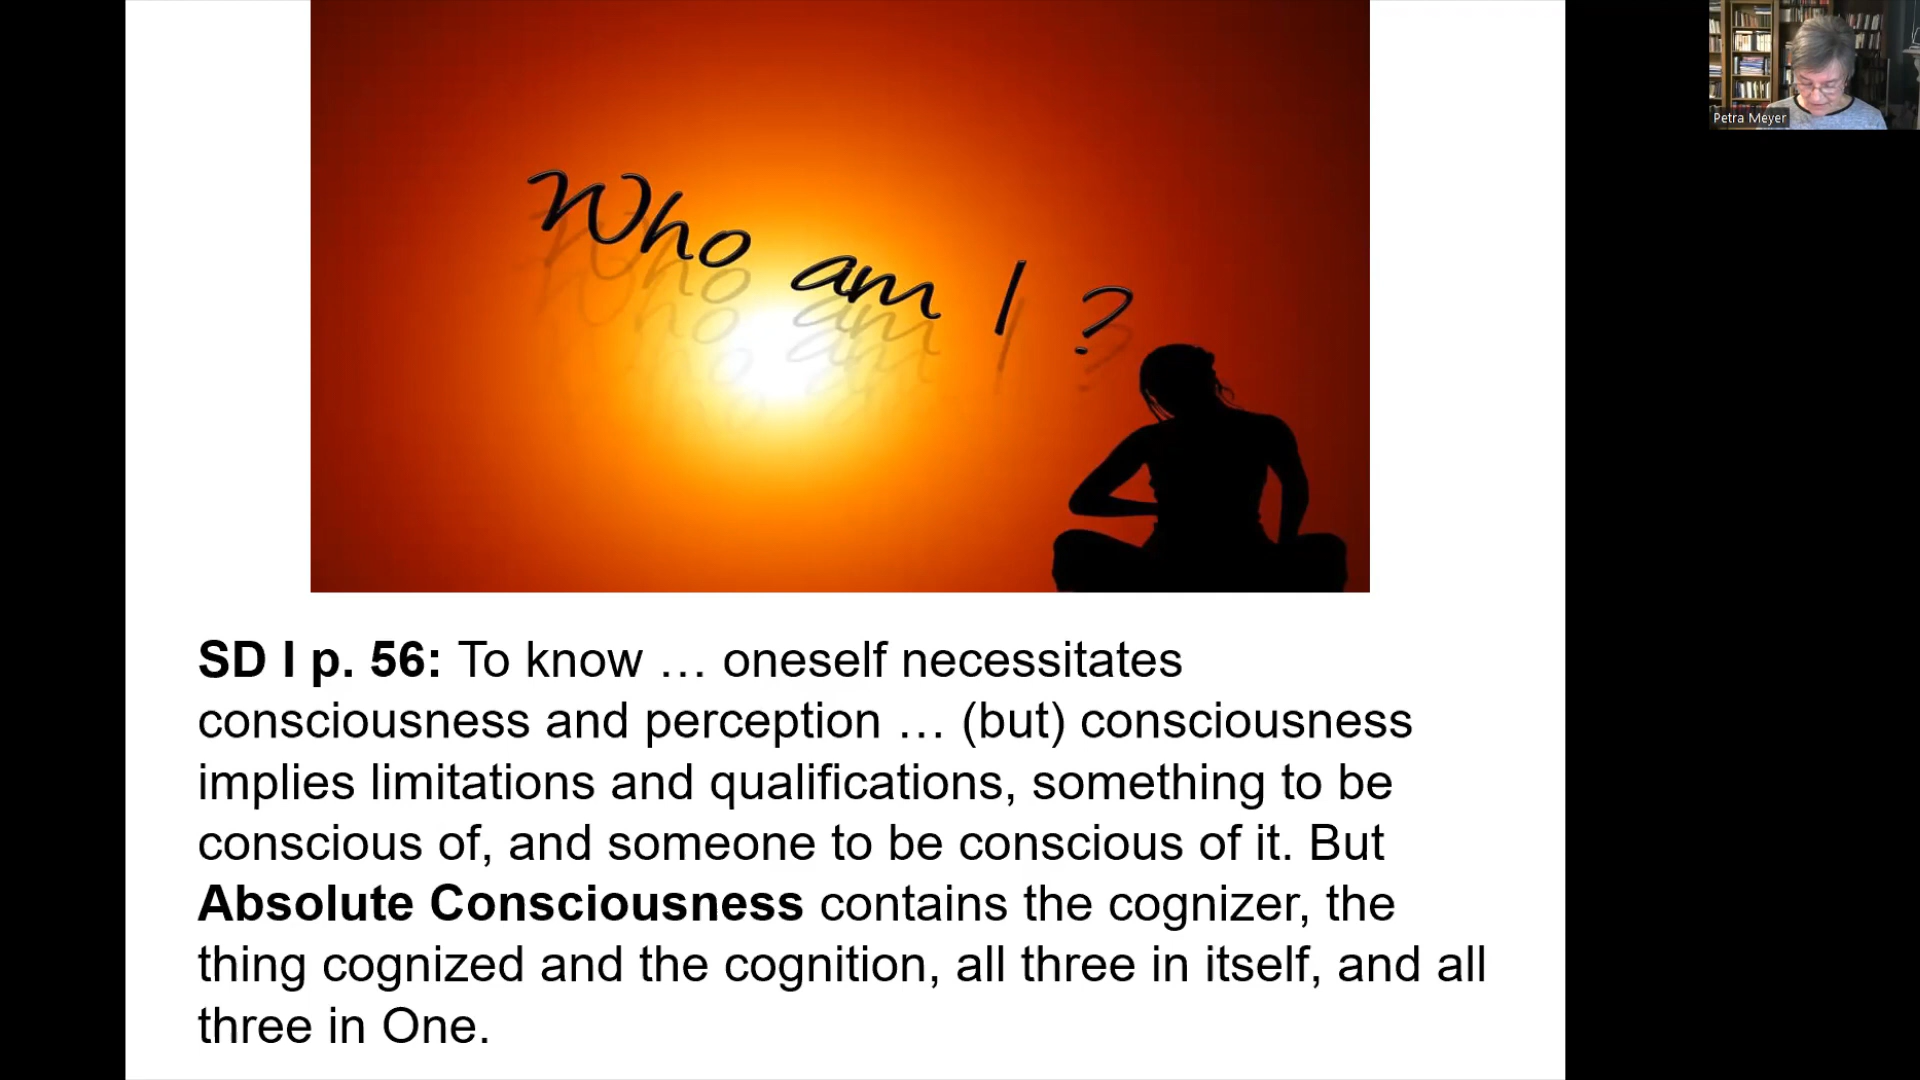 Who am I ?
Petra Meyer
SD I p. 56: To know … oneself necessitates
consciousness and perception … (but) consciousness
implies limitations and qualifications, something to be
conscious of, and someone to be conscious of it. But
Absolute Consciousness contains the cognizer, the
thing cognized and the cognition, all three in itself, and all
three in One.